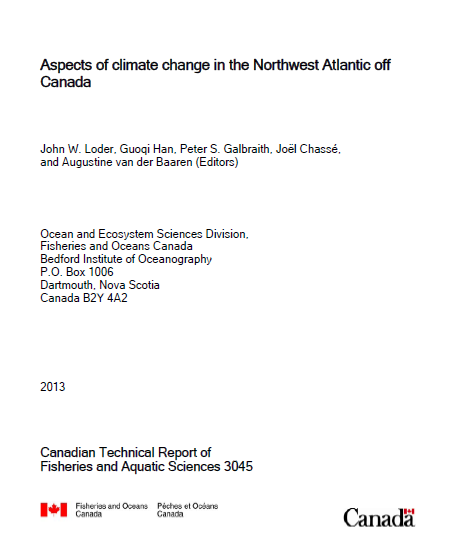 Aspects of climate change in the Northwest Atlantic off
Canada
John W. Loder, Guoqi Han, Peter S. Galbraith, Joël Chassé,
and Augustine van der Baaren (Editors)
Ocean and Ecosystem Sciences Division,
Fisheries and Oceans Canada
Bedford Institute of Oceanography
P.O. Box 1006
Dartmouth, Nova Scotia
Canada B2Y 4A2
2013
Canadian Technical Report of
Fisheries and Aquatic Sciences 3045
Fisheries and Oceans
Canada
Pêches et Océans
Canada
Canada